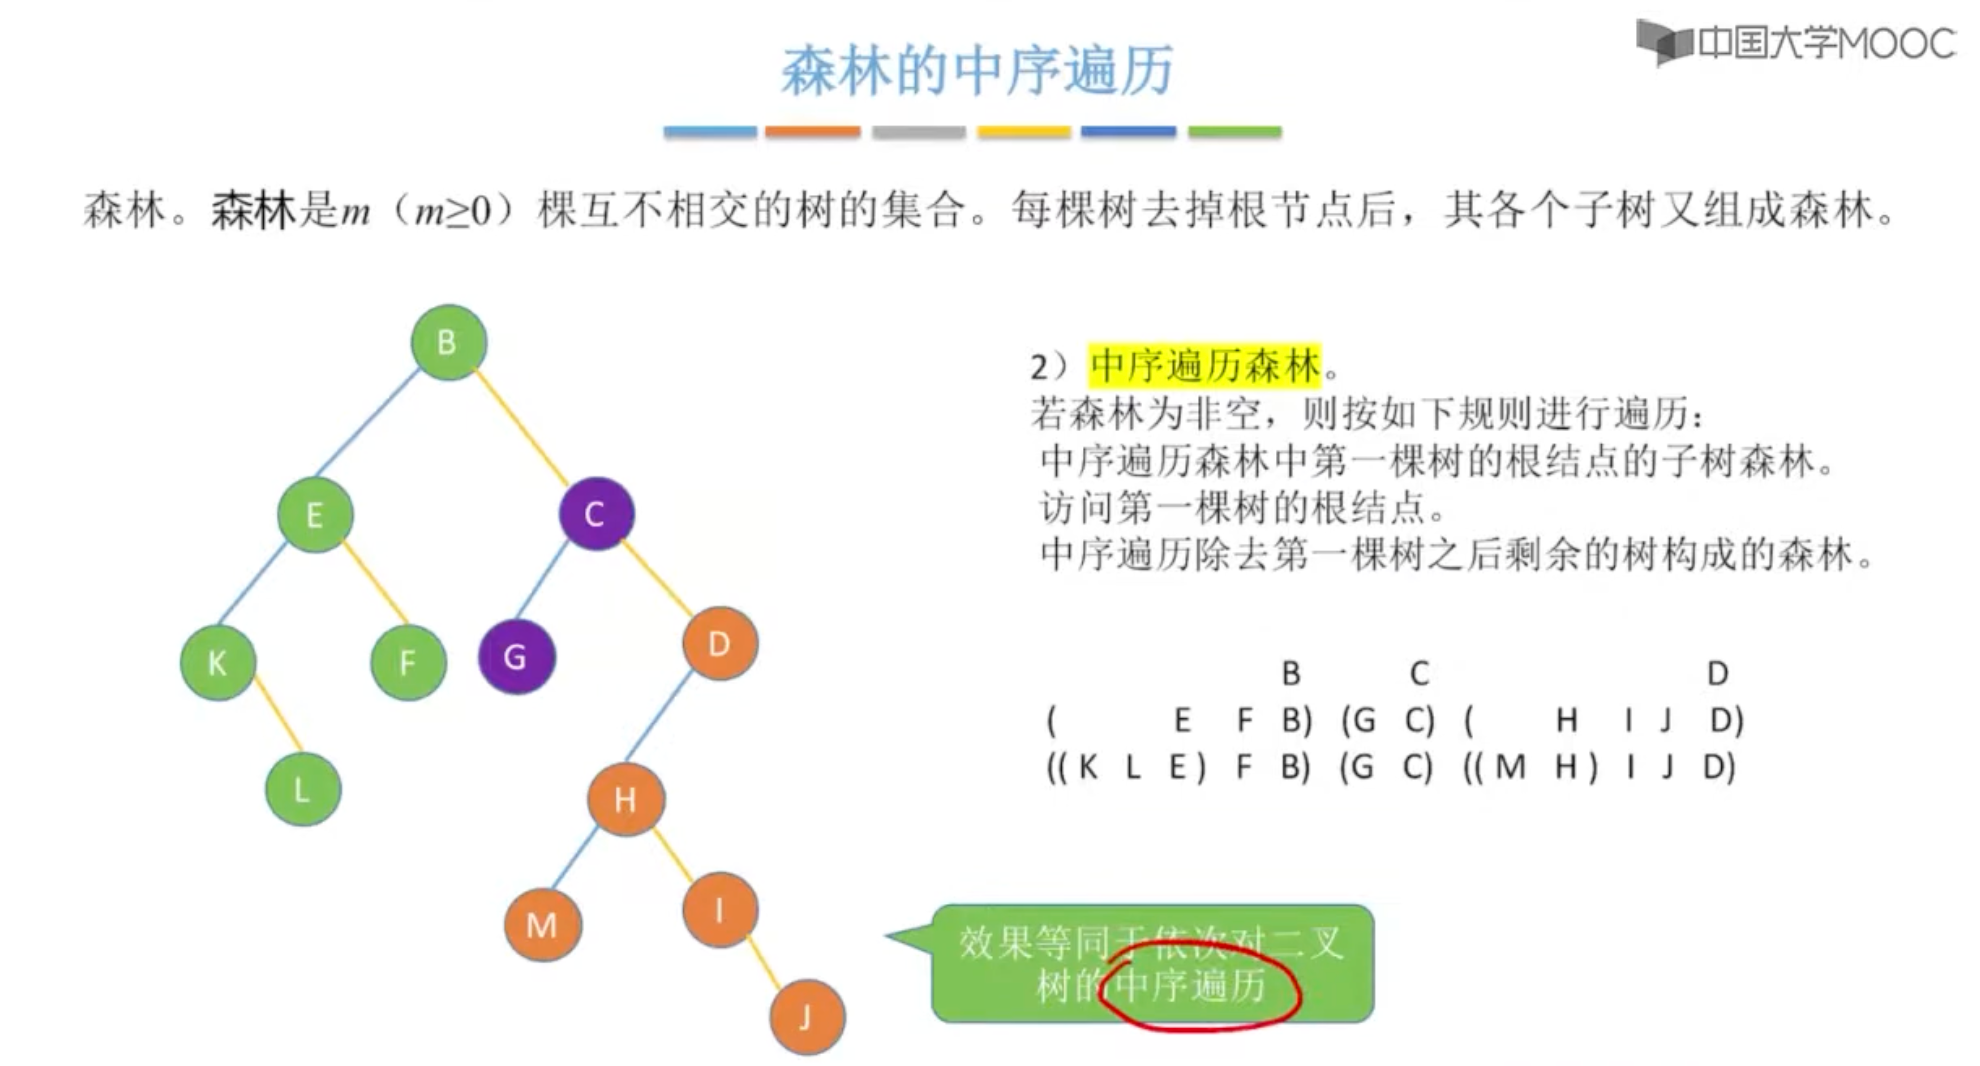 中国大学MOOC
森林的中序遍历
森林。森林是m（m≥0）棵互不相交的树的集合。每棵树去掉根节点后，其各个子树又组成森林。
B
E
C
K
F
G
D
L
H
M
I
J
2）中序遍历森林。
若森林为非空，则按如下规则进行遍历：
中序遍历森林中第一棵树的根结点的子树森林。
访问第一棵树的根结点。
中序遍历除去第一棵树之后剩余的树构成的森林。
B C D
( E F B) (G C) ( H I J D)
((K L E) F B) (G C) ((M H) I J D)
效果等同于依次对二叉
树的中序遍历